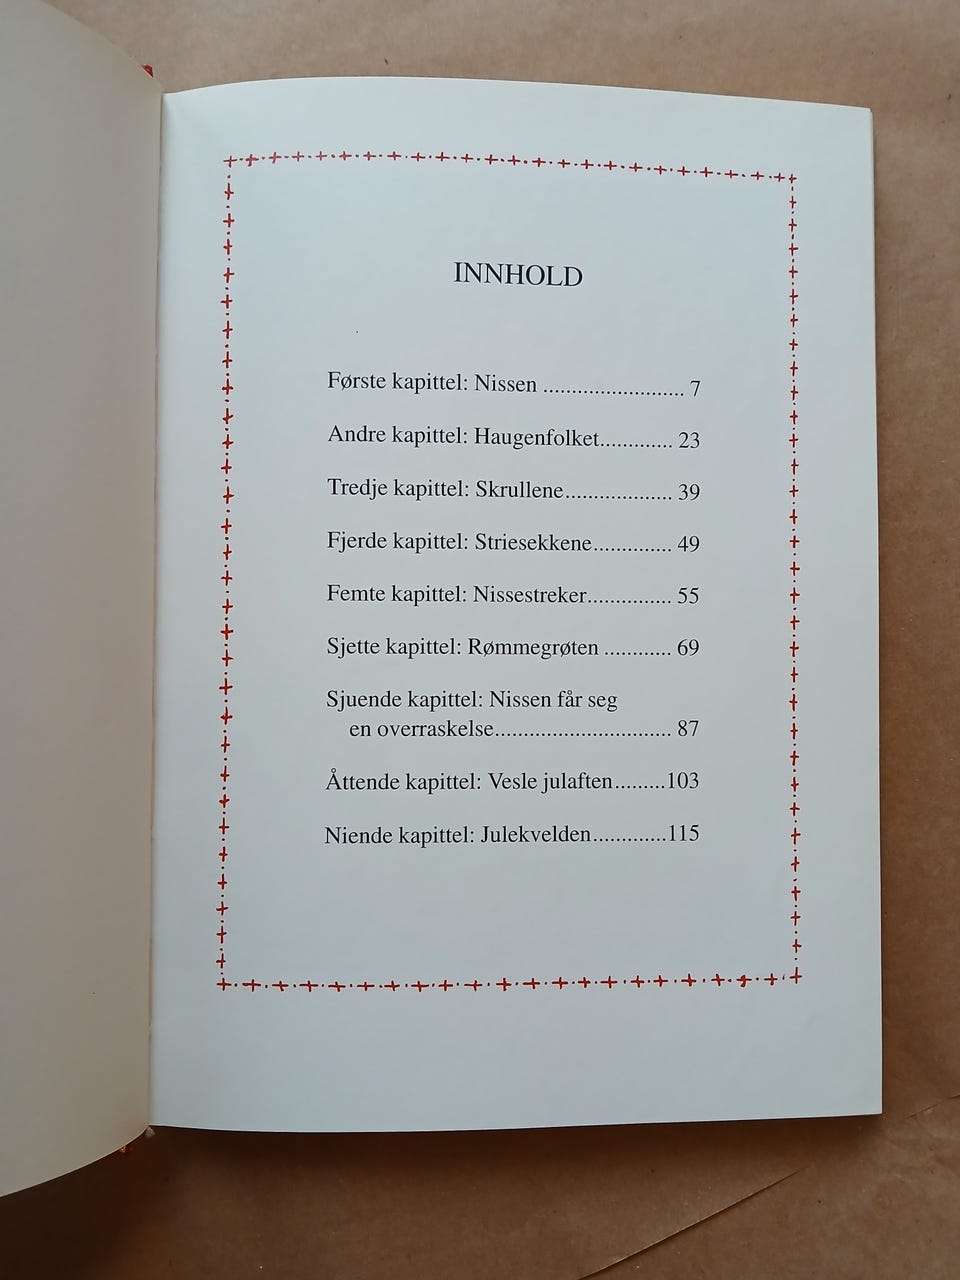 INNHOLD
Første kapittel: Nissen ......................... 7
Andre kapittel: Haugenfolket............. 23
Tredje kapittel: Skrullene................... 39
Fjerde kapittel: Striesekkene.............. 49
Femte kapittel: Nissestreker............... 55
Sjette kapittel: Rømmegrøten ............ 69
Sjuende kapittel: Nissen får seg
en overraskelse............................... 87
Åttende kapittel: Vesle julaften.........103
Niende kapittel: Julekvelden.............115